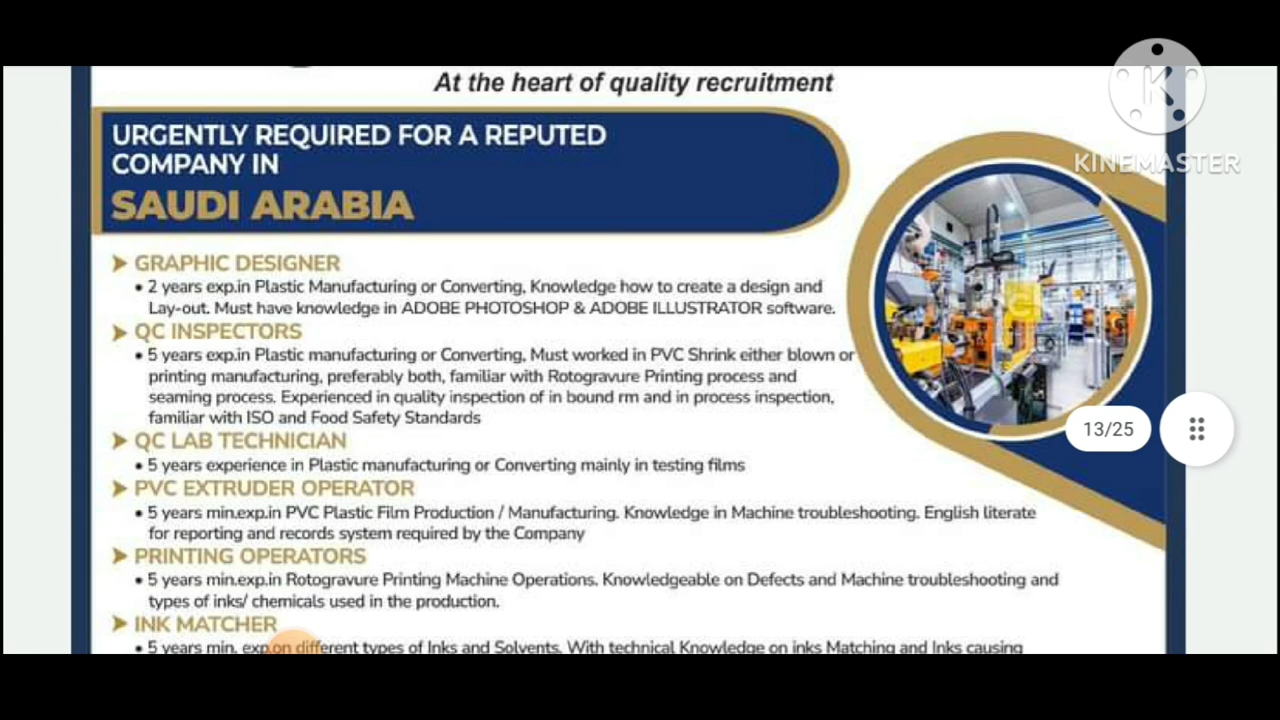 At the heart of quality recruitment
KINEMASTER
URGENTLY REQUIRED FOR A REPUTED
COMPANY IN
SAUDI ARABIA
➤ GRAPHIC DESIGNER
• 2 years exp.in Plastic Manufacturing or Converting, Knowledge how to create a design and
Lay-out. Must have knowledge in ADOBE PHOTOSHOP & ADOBE ILLUSTRATOR software.
➤ QC INSPECTORS
• 5 years exp.in Plastic manufacturing or Converting, Must worked in PVC Shrink either blown or
printing manufacturing, preferably both, familiar with Rotogravure Printing process and
seaming process. Experienced in quality inspection of in bound rm and in process inspection,
familiar with ISO and Food Safety Standards
13/25
➤ QC LAB TECHNICIAN
• 5 years experience in Plastic manufacturing or Converting mainly in testing films
➤ PVC EXTRUDER OPERATOR
• 5 years min.exp.in PVC Plastic Film Production / Manufacturing. Knowledge in Machine troubleshooting. English literate
for reporting and records system required by the Company
➤ PRINTING OPERATORS
• 5 years min.exp.in Rotogravure Printing Machine Operations. Knowledgeable on Defects and Machine troubleshooting and
types of inks/ chemicals used in the production.
➤ INK MATCHER
• 5 years min. exp.on different types of Inks and Solvents. With technical Knowledge on inks Matching and Inks causing